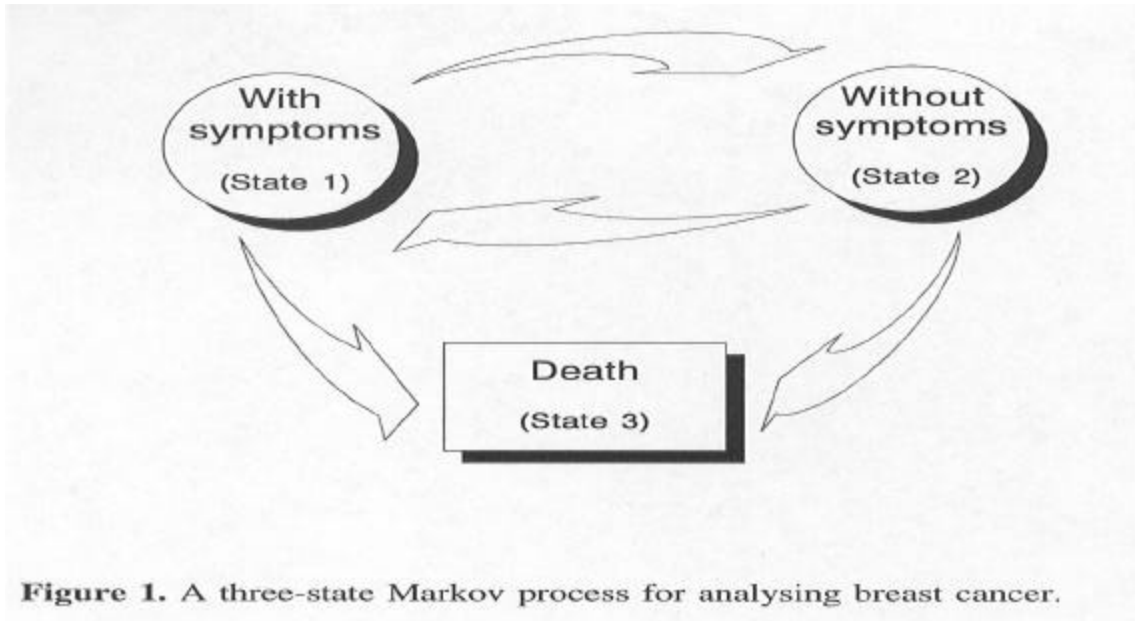 With
symptoms
(State 1)
Without
symptoms
(State 2)
Death
(State 3)
Figure 1. A three-state Markov process for analysing breast cancer.